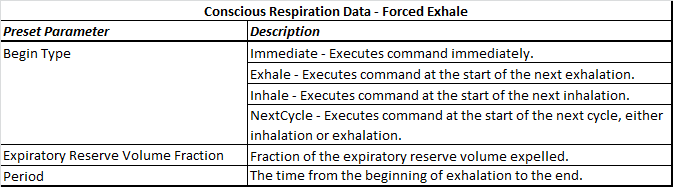 Conscious Respiration Data - Forced Exhale
Preset Parameter Description
Begin Type Immediate - Executes command immediately.
Exhale - Executes command at the start of the next exhalation.
Inhale - Executes command at the start of the next inhalation.
NextCycle - Executes command at the start of the next cycle, either
inhalation or exhalation.
Expiratory Reserve Volume Fraction Fraction of the expiratory reserve volume expelled.
Period The time from the beginning of exhalation to the end.